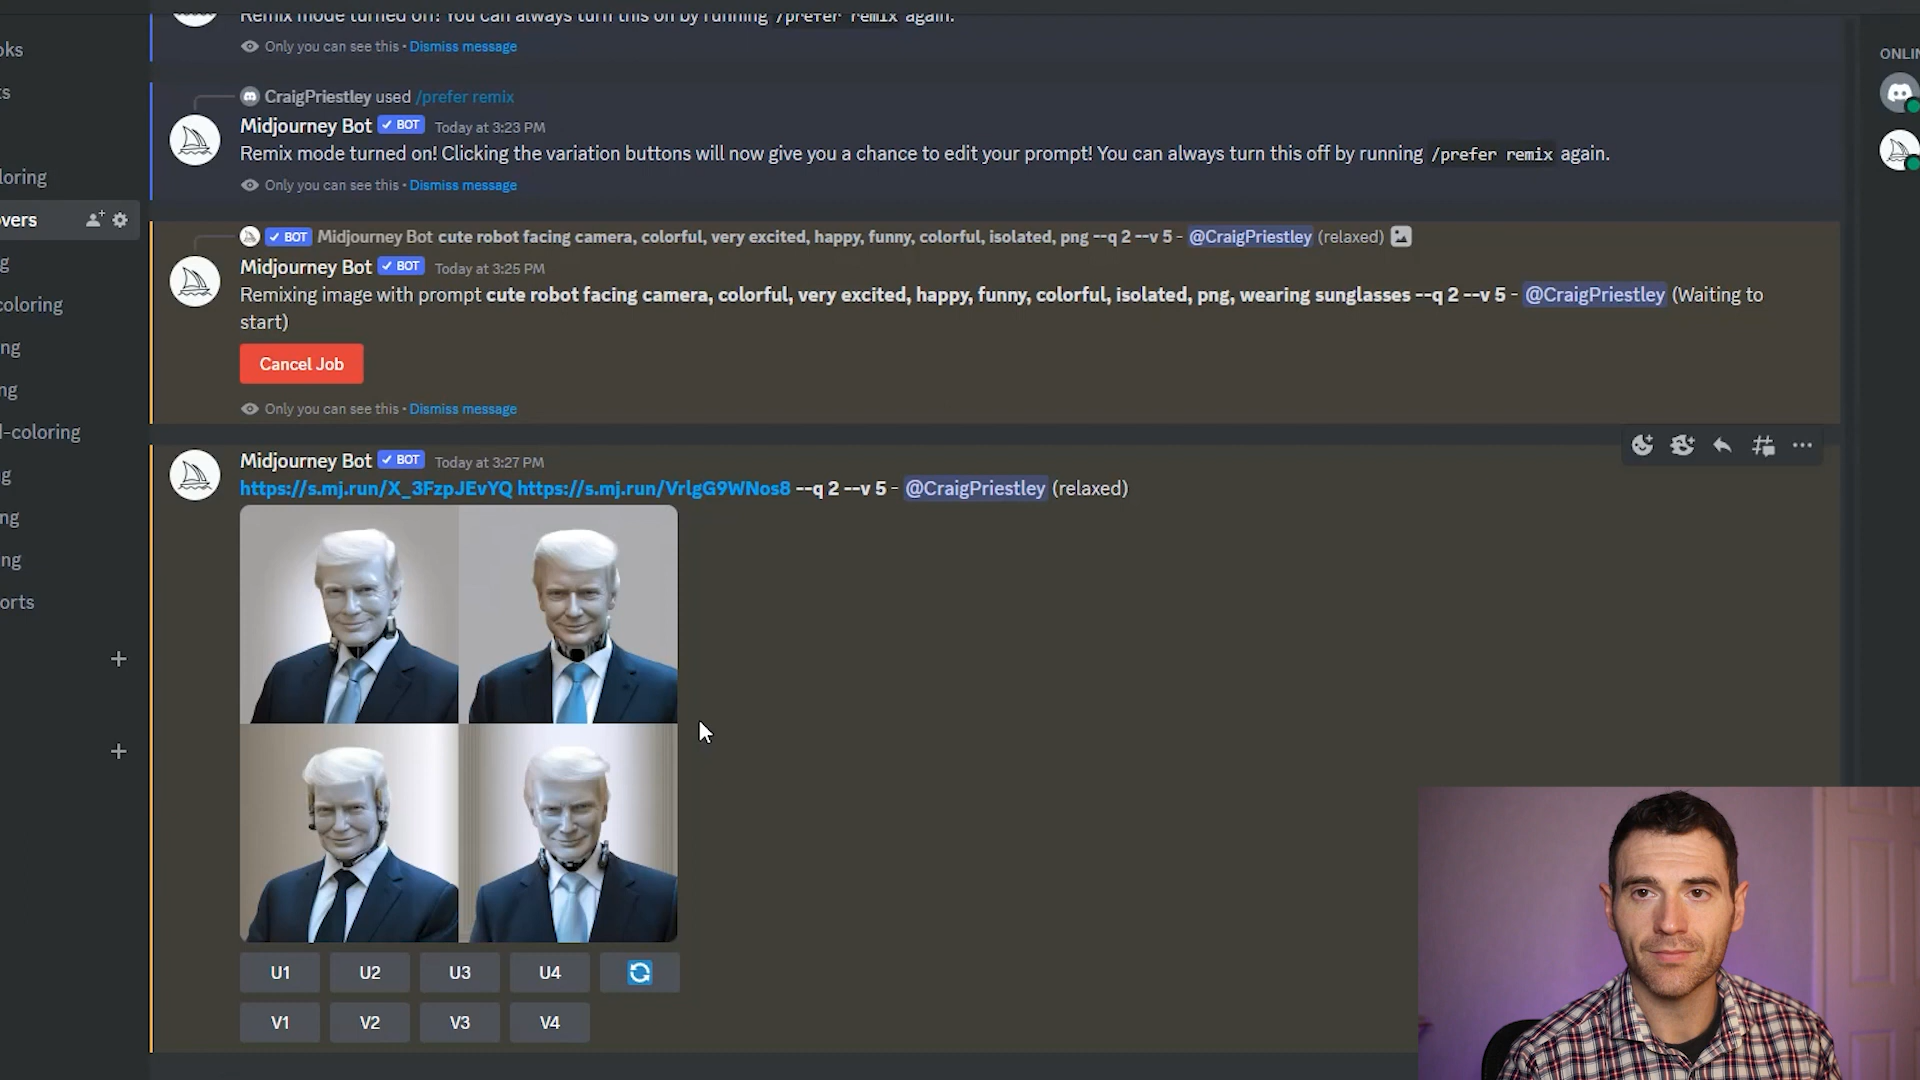 Remix mode turned off! You can always turn this off by running /prefer remix again.
Only you can see this • Dismiss message
ONLIN
oks
ts
CraigPriestley used /prefer remix
Midjourney Bot ✓ BOT Today at 3:23 PM
Remix mode turned on! Clicking the variation buttons will now give you a chance to edit your prompt! You can always turn this off by running /prefer remix again.
Only you can see this • Dismiss message
loring
overs
BOT Midjourney Bot cute robot facing camera, colorful, very excited, happy, funny, colorful, isolated, png --q 2 --v 5 - @CraigPriestley (relaxed)
Midjourney Bot ✓ BOT Today at 3:25 PM
Remixing image with prompt cute robot facing camera, colorful, very excited, happy, funny, colorful, isolated, png, wearing sunglasses --q 2 --v 5 - @CraigPriestley (Waiting to
start)
g
coloring
ng
Cancel Job
ng
Only you can see this • Dismiss message
l-coloring
Midjourney Bot ✓ BOT Today at 3:27 PM
https://s.mj.run/X_3FzpJEvYQ https://s.mj.run/VrlgG9WNos8 --q 2 --v 5 - @CraigPriestley (relaxed)
g
ng
ng
orts
U1 U2 U3 U4
V1 V2 V3 V4